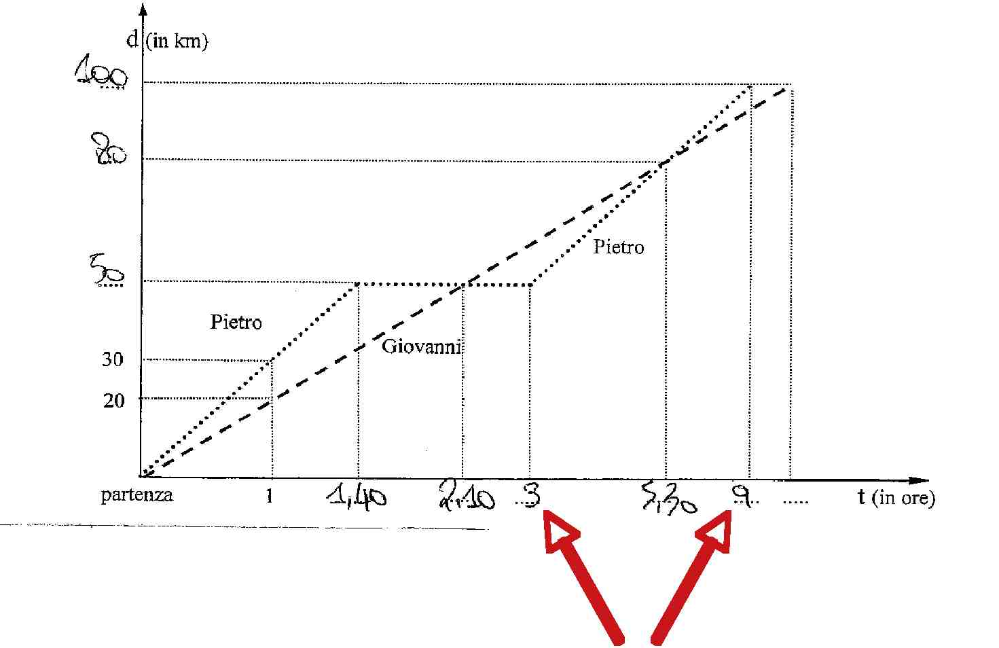 d (in km)
100
80
50
Pietro
Pietro
Giovanni
30
20
partenza 1 1,40 2.10 3 5,30 9 ..... t (in ore)